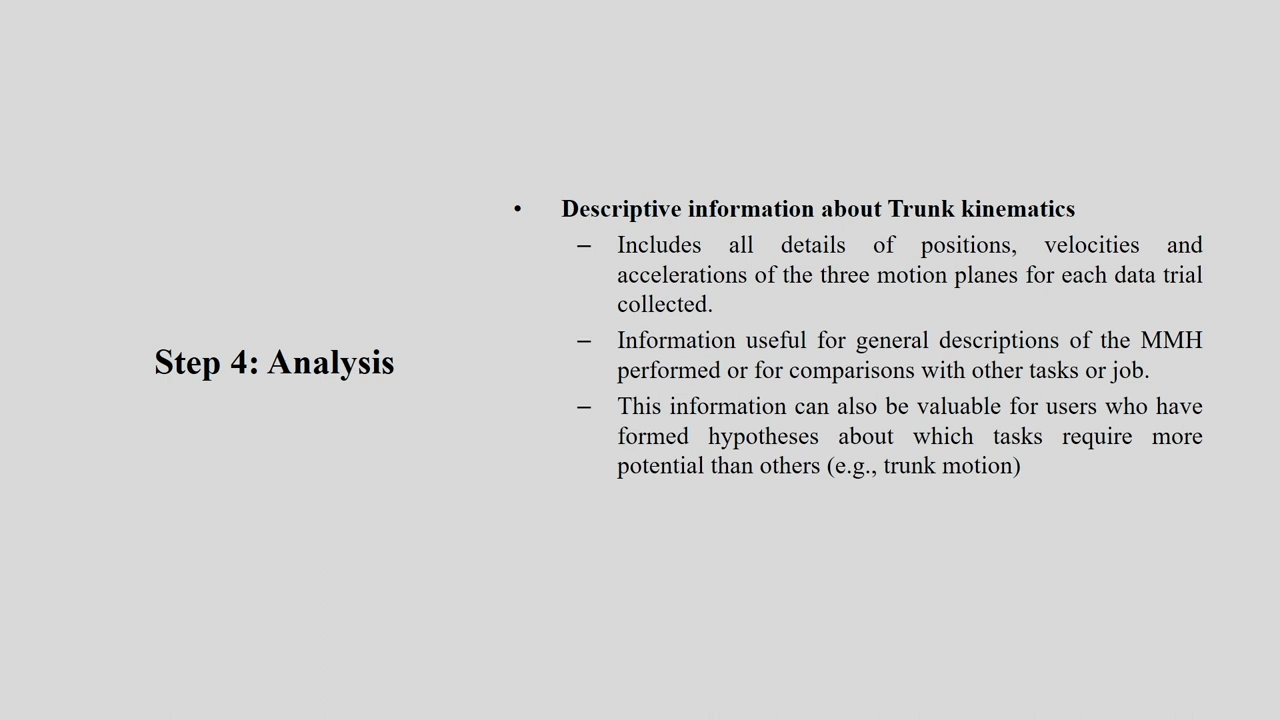 Step 4: Analysis
• Descriptive information about Trunk kinematics
– Includes all details of positions, velocities and
accelerations of the three motion planes for each data trial
collected.
– Information useful for general descriptions of the MMH
performed or for comparisons with other tasks or job.
– This information can also be valuable for users who have
formed hypotheses about which tasks require more
potential than others (e.g., trunk motion)